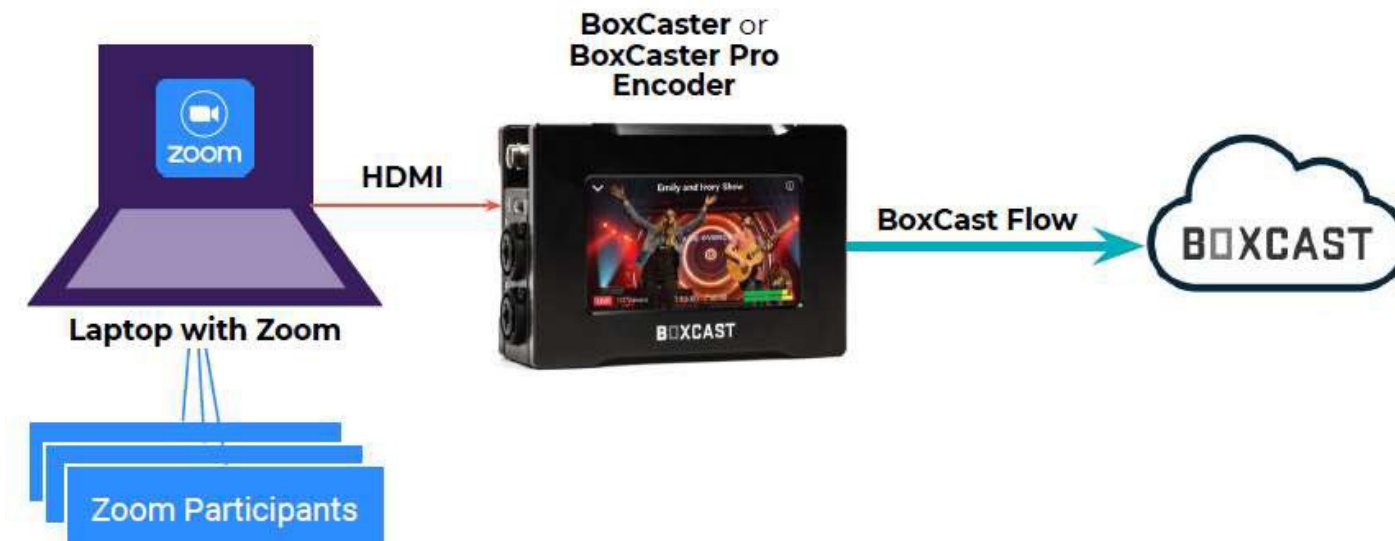 BoxCaster or
BoxCaster Pro
Encoder
zoom
HDMI
Emily and Ivory Show
LIVE
BOXCAST
BoxCast Flow
BOXCAST
Laptop with Zoom
Zoom Participants